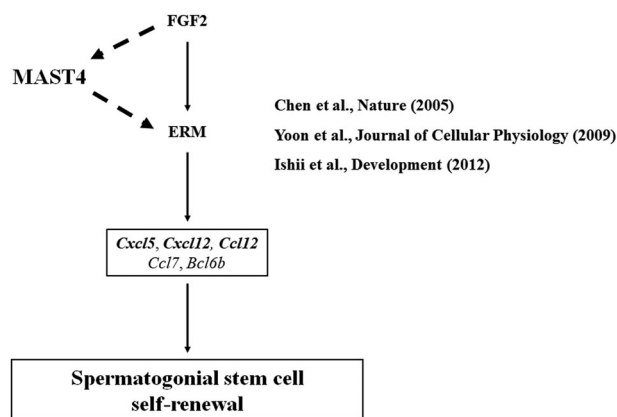 FGF2
MAST4
ERM
Chen et al., Nature (2005)
Yoon et al., Journal of Cellular Physiology (2009)
Ishii et al., Development (2012)
Cxcl5, Cxcl12, Ccl12
Ccl7, Bcl6b
Spermatogonial stem cell
self-renewal